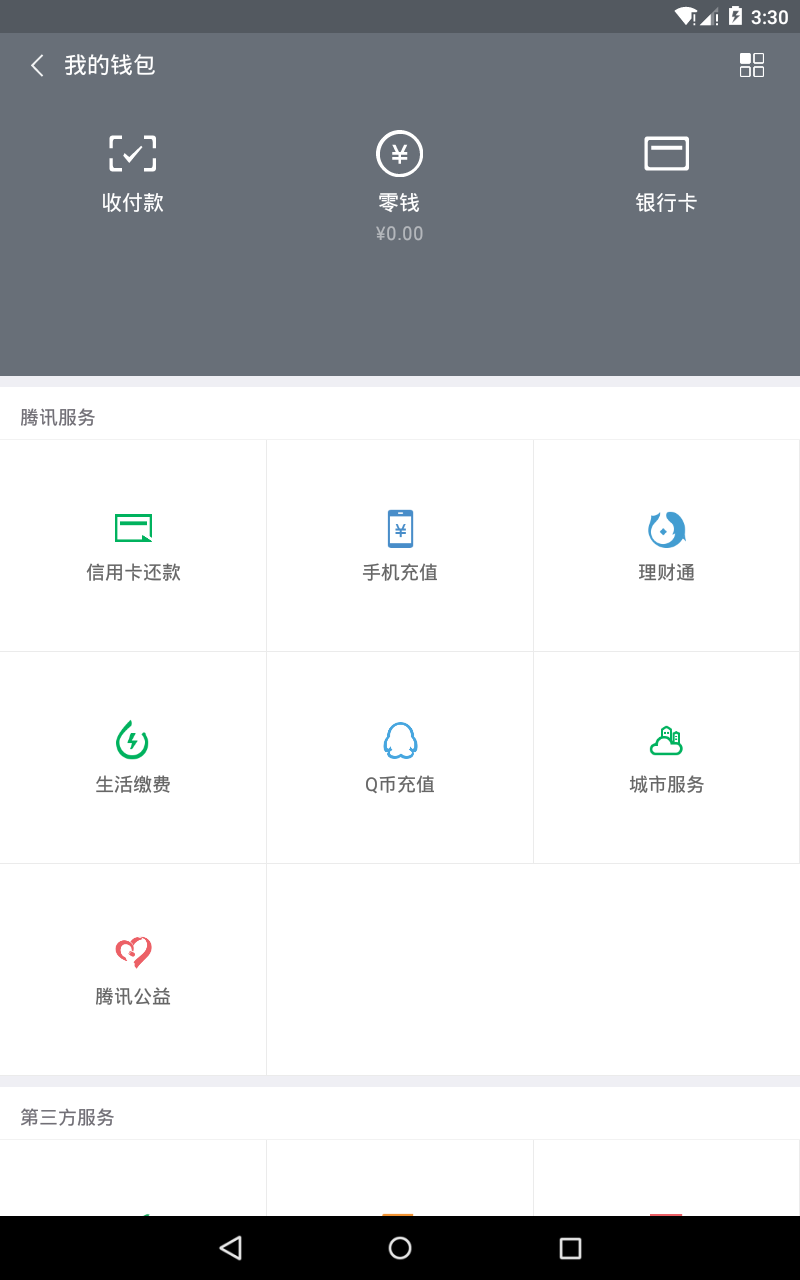 3:30
我的钱包
收付款
零钱
银行卡
¥0.00
腾讯服务
信用卡还款
手机充值
理财通
生活缴费
Q币充值
城市服务
腾讯公益
第三方服务